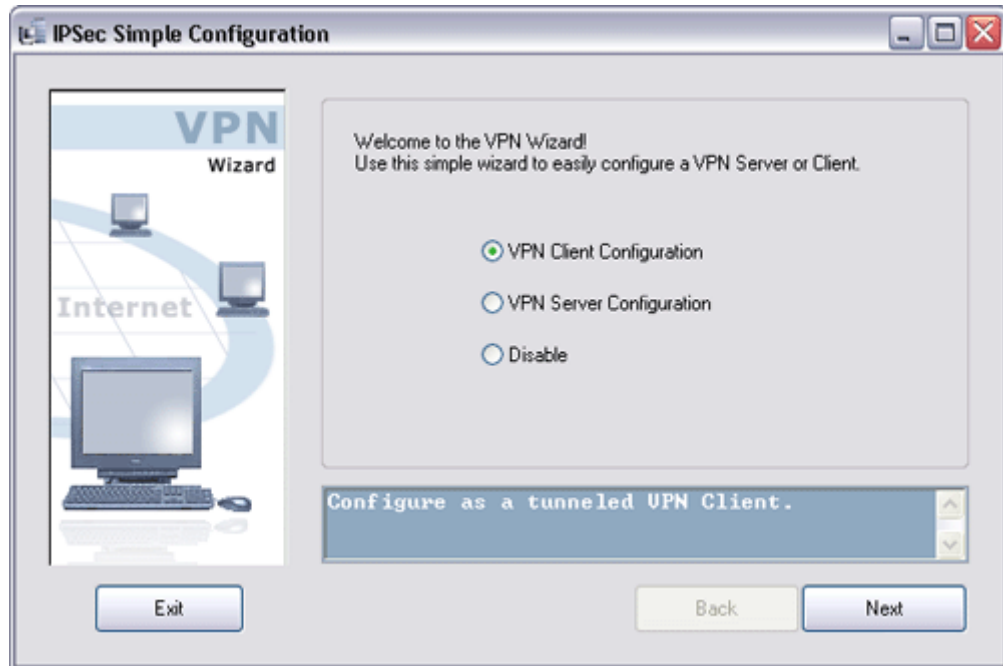 IPSec Simple Configuration
VPN
Wizard
Internet
Welcome to the VPN Wizard!
Use this simple wizard to easily configure a VPN Server or Client.
VPN Client Configuration
VPN Server Configuration
Disable
Configure as a tunneled VPN Client.
Exit
Back
Next